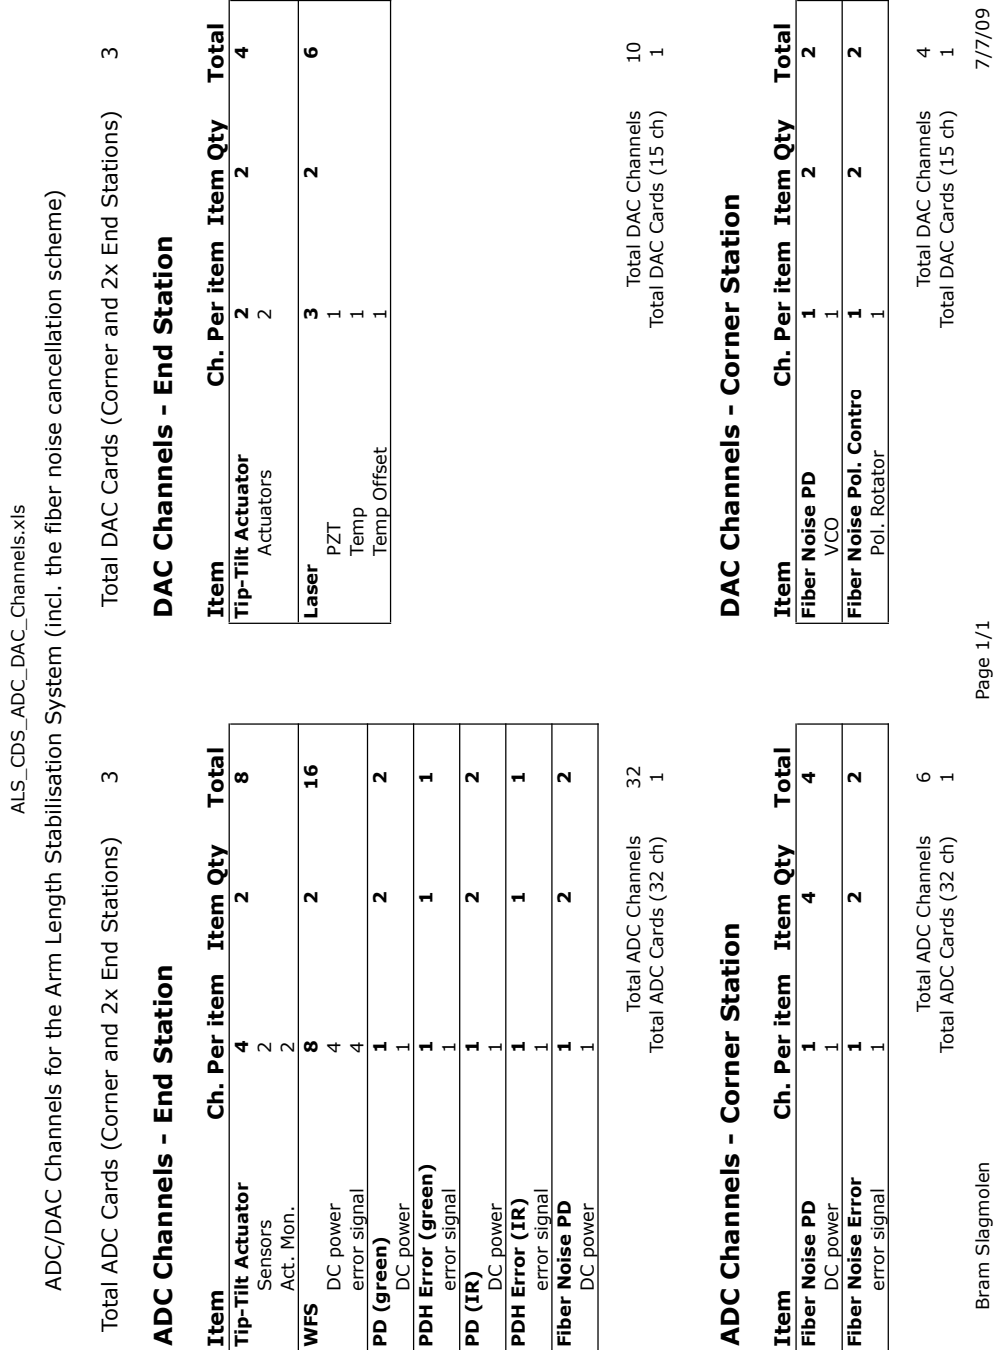 ALS_CDS_ADC_DAC_Channels.xls
ADC/DAC Channels for the Arm Length Stabilisation System (incl. the fiber noise cancellation scheme)
Total ADC Cards (Corner and 2x End Stations) 3 Total DAC Cards (Corner and 2x End Stations) 3
ADC Channels - End Station
Item Ch. Per item Item Qty Total
Tip-Tilt Actuator 4 2 8
Sensors 2
Act. Mon. 2
WFS 8 2 16
DC power 4
error signal 4
PD (green) 1 2 2
DC power 1
PDH Error (green) 1 1 1
error signal 1
PD (IR) 1 2 2
DC power 1
PDH Error (IR) 1 1 1
error signal 1
Fiber Noise PD 1 2 2
DC power 1
Total ADC Channels 32
Total ADC Cards (32 ch) 1
DAC Channels - End Station
Item Ch. Per item Item Qty Total
Tip-Tilt Actuator 2 2 4
Actuators 2
Laser 3 2 6
PZT 1
Temp 1
Temp Offset 1
Total DAC Channels 10
Total DAC Cards (15 ch) 1
ADC Channels - Corner Station
Item Ch. Per item Item Qty Total
Fiber Noise PD 1 4 4
DC power 1
Fiber Noise Error 1 2 2
error signal 1
Total ADC Channels 6
Total ADC Cards (32 ch) 1
DAC Channels - Corner Station
Item Ch. Per item Item Qty Total
Fiber Noise PD 1 2 2
VCO 1
Fiber Noise Pol. Contro 1 2 2
Pol. Rotator 1
Total DAC Channels 4
Total DAC Cards (15 ch) 1
Bram Slagmolen Page 1/1 7/7/09